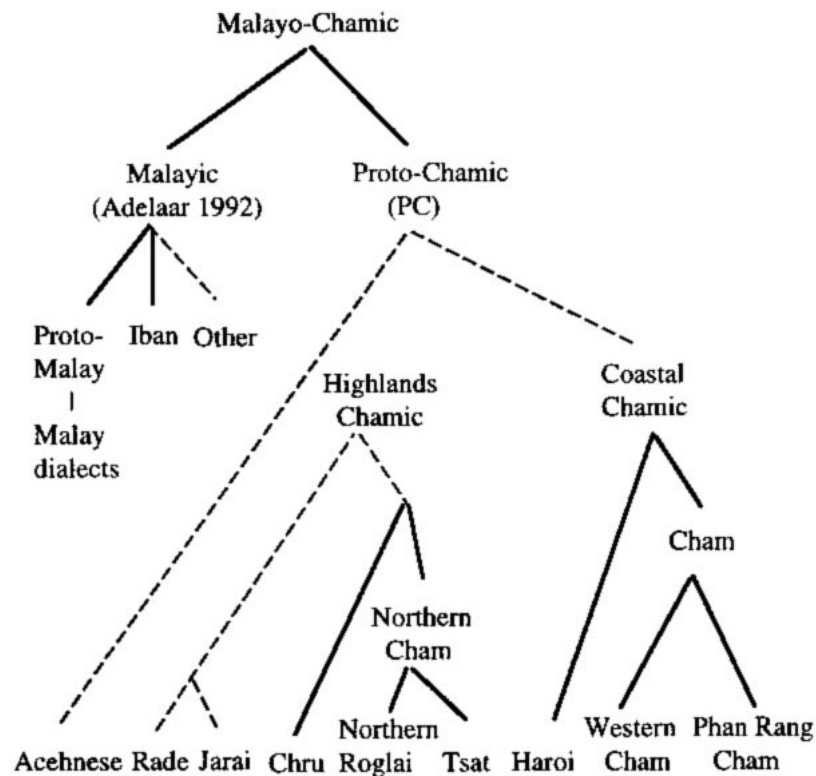 Malayo-Chamic
Malayic
(Adelaar 1992)
Proto-Chamic
(PC)
Proto-
Malay
Malay
dialects
Iban
Other
Highlands
Chamic
Coastal
Chamic
Cham
Northern
Cham
Acehnese
Rade
Jarai
Chru
Northern
Roglai
Tsat
Haroi
Western
Cham
Phan Rang
Cham